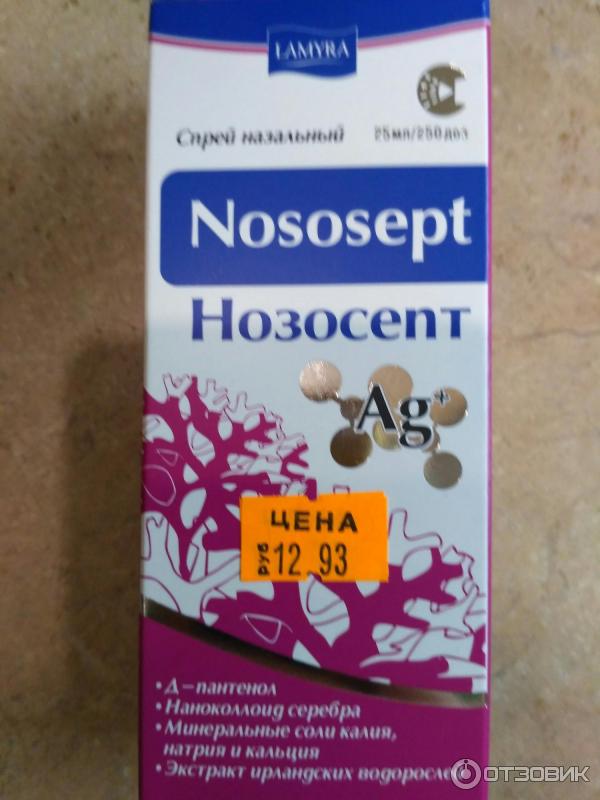 LAMYRA
Спрей назальный 25мл/250доз
Nososept
Нозосепт
Ag+
ЦЕНА
РУБ 12 93
• Д–пантенол
• Наноколлоид серебра
• Минеральные соли калия,
натрия и кальция
• Экстракт ирландских водорослей
ОТЗОВИК